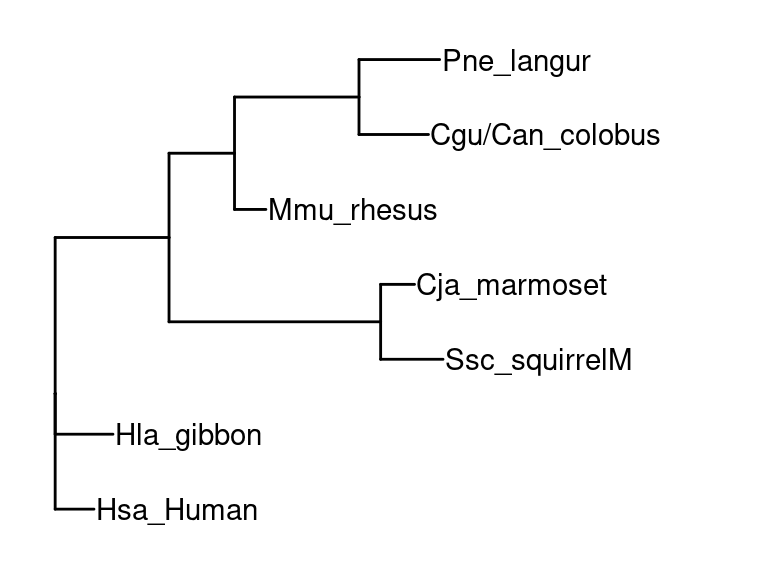 Pne_langur
Cgu/Can_colobus
Mmu_rhesus
Cja_marmoset
Ssc_squirrelM
Hla_gibbon
Hsa_Human